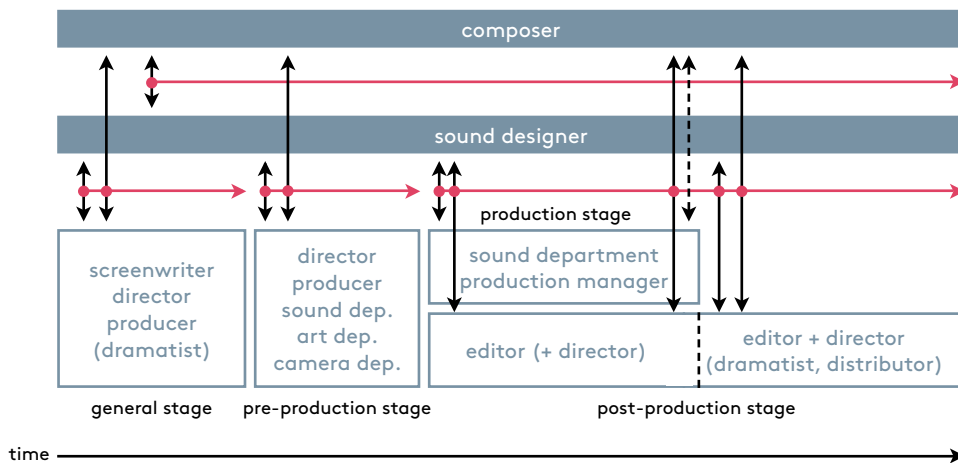 composer
sound designer
production stage
screenwriter
director
producer
(dramatist)
director
producer
sound dep.
art dep.
camera dep.
sound department
production manager
editor (+ director)
editor + director
(dramatist, distributor)
general stage
pre-production stage
post-production stage
time